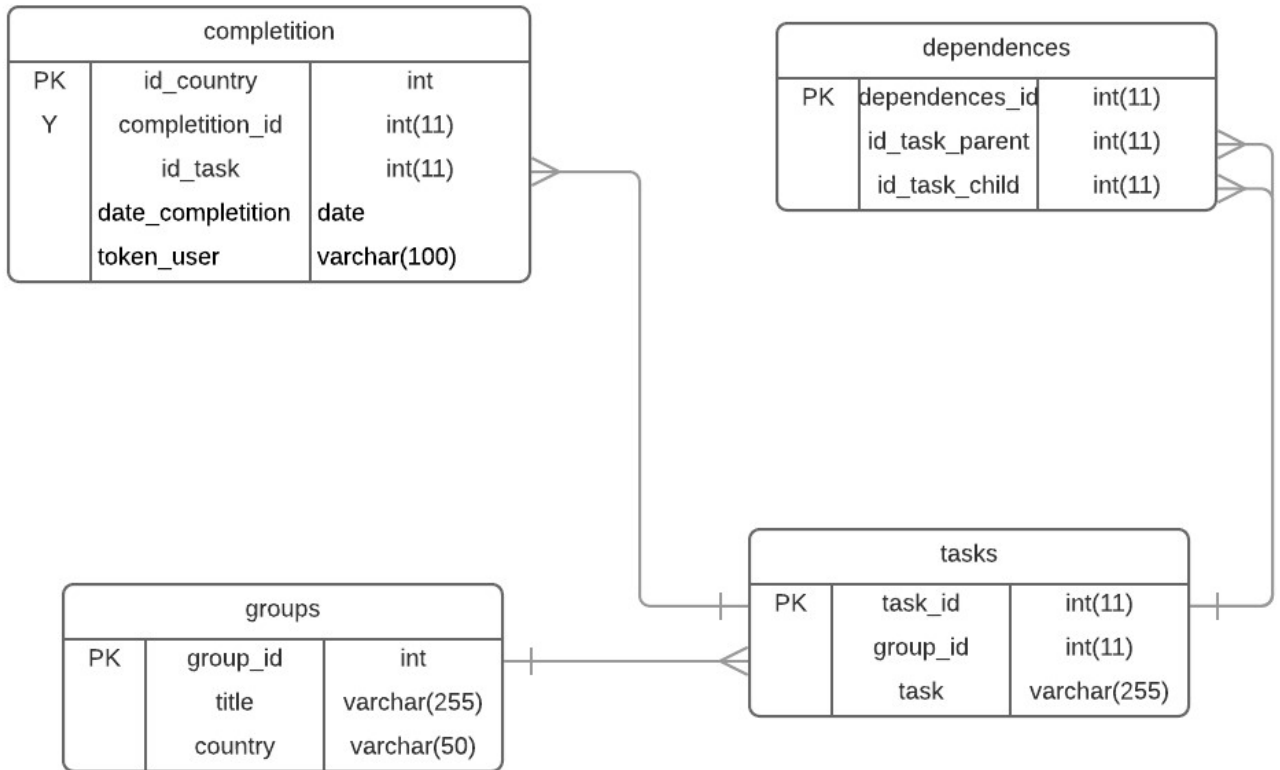 completition
PK id_country int
Y completition_id int(11)
id_task int(11)
date_completition date
token_user varchar(100)
dependences
PK dependences_id int(11)
id_task_parent int(11)
id_task_child int(11)
groups
PK group_id int
title varchar(255)
country varchar(50)
tasks
PK task_id int(11)
group_id int(11)
task varchar(255)